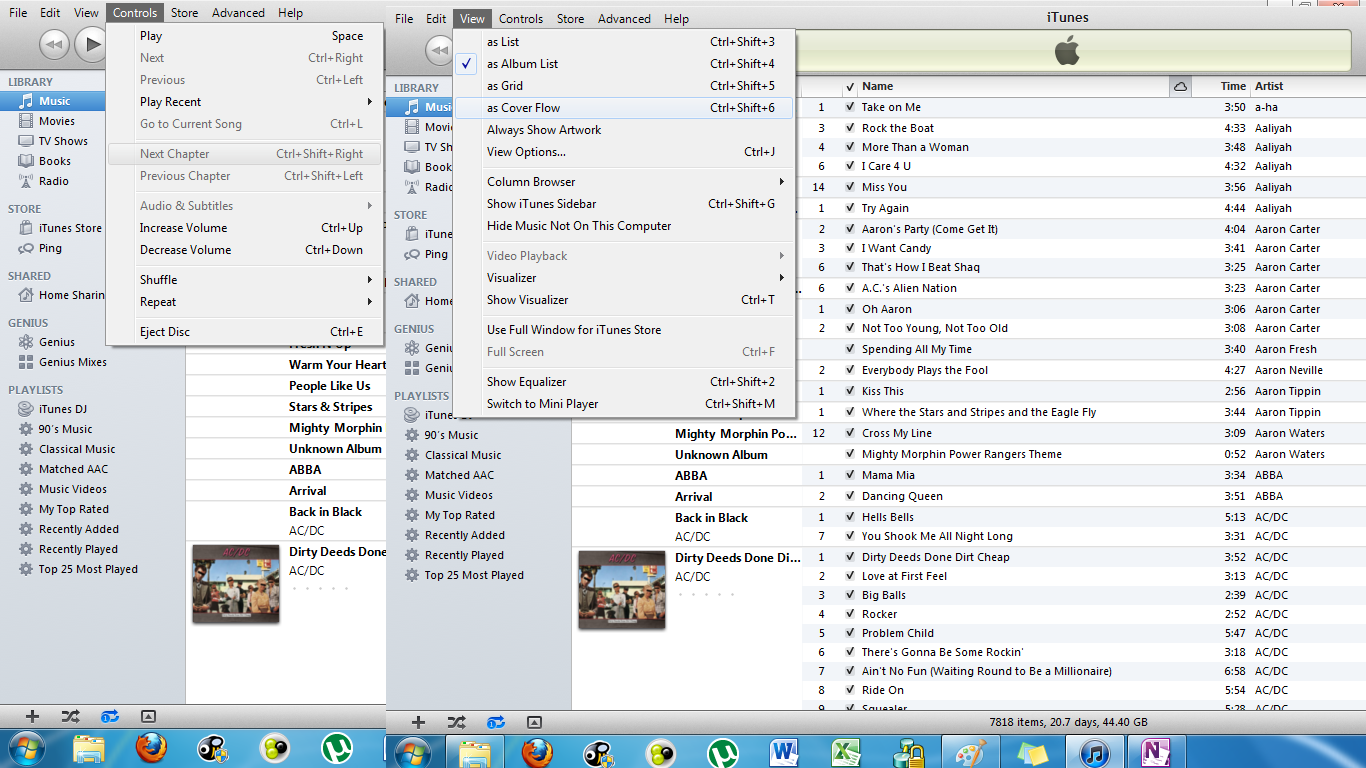 File Edit View Controls Store Advanced Help
Play Space
Next Ctrl+Right
Previous Ctrl+Left
Play Recent
Go to Current Song Ctrl+L
Next Chapter Ctrl+Shift+Right
Previous Chapter Ctrl+Shift+Left
Audio & Subtitles
Increase Volume Ctrl+Up
Decrease Volume Ctrl+Down
Shuffle
Repeat
Eject Disc Ctrl+E
LIBRARY
Music
Movies
TV Shows
Books
Radio
STORE
iTunes Store
Ping
SHARED
Home Sharin
GENIUS
Genius
Genius Mixes
PLAYLISTS
iTunes DJ
90's Music
Classical Music
Matched AAC
Music Videos
My Top Rated
Recently Added
Recently Played
Top 25 Most Played
Warm Your Heart
People Like Us
Stars & Stripes
Mighty Morphin
Unknown Album
ABBA
Arrival
Back in Black
AC/DC
Dirty Deeds Done
AC/DC
File Edit View Controls Store Advanced Help
iTunes
as List Ctrl+Shift+3
as Album List Ctrl+Shift+4
as Grid Ctrl+Shift+5
as Cover Flow Ctrl+Shift+6
Always Show Artwork
View Options... Ctrl+J
Column Browser
Show iTunes Sidebar Ctrl+Shift+G
Hide Music Not On This Computer
Video Playback
Visualizer
Show Visualizer Ctrl+T
Use Full Window for iTunes Store
Full Screen Ctrl+F
Show Equalizer Ctrl+Shift+2
Switch to Mini Player Ctrl+Shift+M
LIBRARY
Music
Movi
TV Sh
Book
Radio
STORE
iTune
Ping
SHARED
Home
GENIUS
Geniu
Geniu
PLAYLISTS
iTunes
90's Music
Classical Music
Matched AAC
Music Videos
My Top Rated
Recently Added
Recently Played
Top 25 Most Played
Mighty Morphin Po...
Unknown Album
ABBA
Arrival
Back in Black
AC/DC
Dirty Deeds Done Di...
AC/DC
Name Time Artist
1 Take on Me 3:50 a-ha
3 Rock the Boat 4:33 Aaliyah
4 More Than a Woman 3:48 Aaliyah
6 I Care 4 U 4:32 Aaliyah
14 Miss You 3:56 Aaliyah
1 Try Again 4:44 Aaliyah
2 Aaron's Party (Come Get It) 4:04 Aaron Carter
3 I Want Candy 3:41 Aaron Carter
6 That's How I Beat Shaq 3:25 Aaron Carter
6 A.C.'s Alien Nation 3:23 Aaron Carter
1 Oh Aaron 3:06 Aaron Carter
2 Not Too Young, Not Too Old 3:08 Aaron Carter
Spending All My Time 3:40 Aaron Fresh
2 Everybody Plays the Fool 4:27 Aaron Neville
1 Kiss This 2:56 Aaron Tippin
1 Where the Stars and Stripes and the Eagle Fly 3:44 Aaron Tippin
12 Cross My Line 3:09 Aaron Waters
Mighty Morphin Power Rangers Theme 0:52 Aaron Waters
1 Mama Mia 3:34 ABBA
2 Dancing Queen 3:51 ABBA
1 Hells Bells 5:13 AC/DC
7 You Shook Me All Night Long 3:31 AC/DC
1 Dirty Deeds Done Dirt Cheap 3:52 AC/DC
2 Love at First Feel 3:13 AC/DC
3 Big Balls 2:39 AC/DC
4 Rocker 2:52 AC/DC
5 Problem Child 5:47 AC/DC
6 There's Gonna Be Some Rockin' 3:18 AC/DC
7 Ain't No Fun (Waiting Round to Be a Millionaire) 6:58 AC/DC
8 Ride On 5:54 AC/DC
9 Squealer 5:28 AC/DC
7818 items, 20.7 days, 44.40 GB